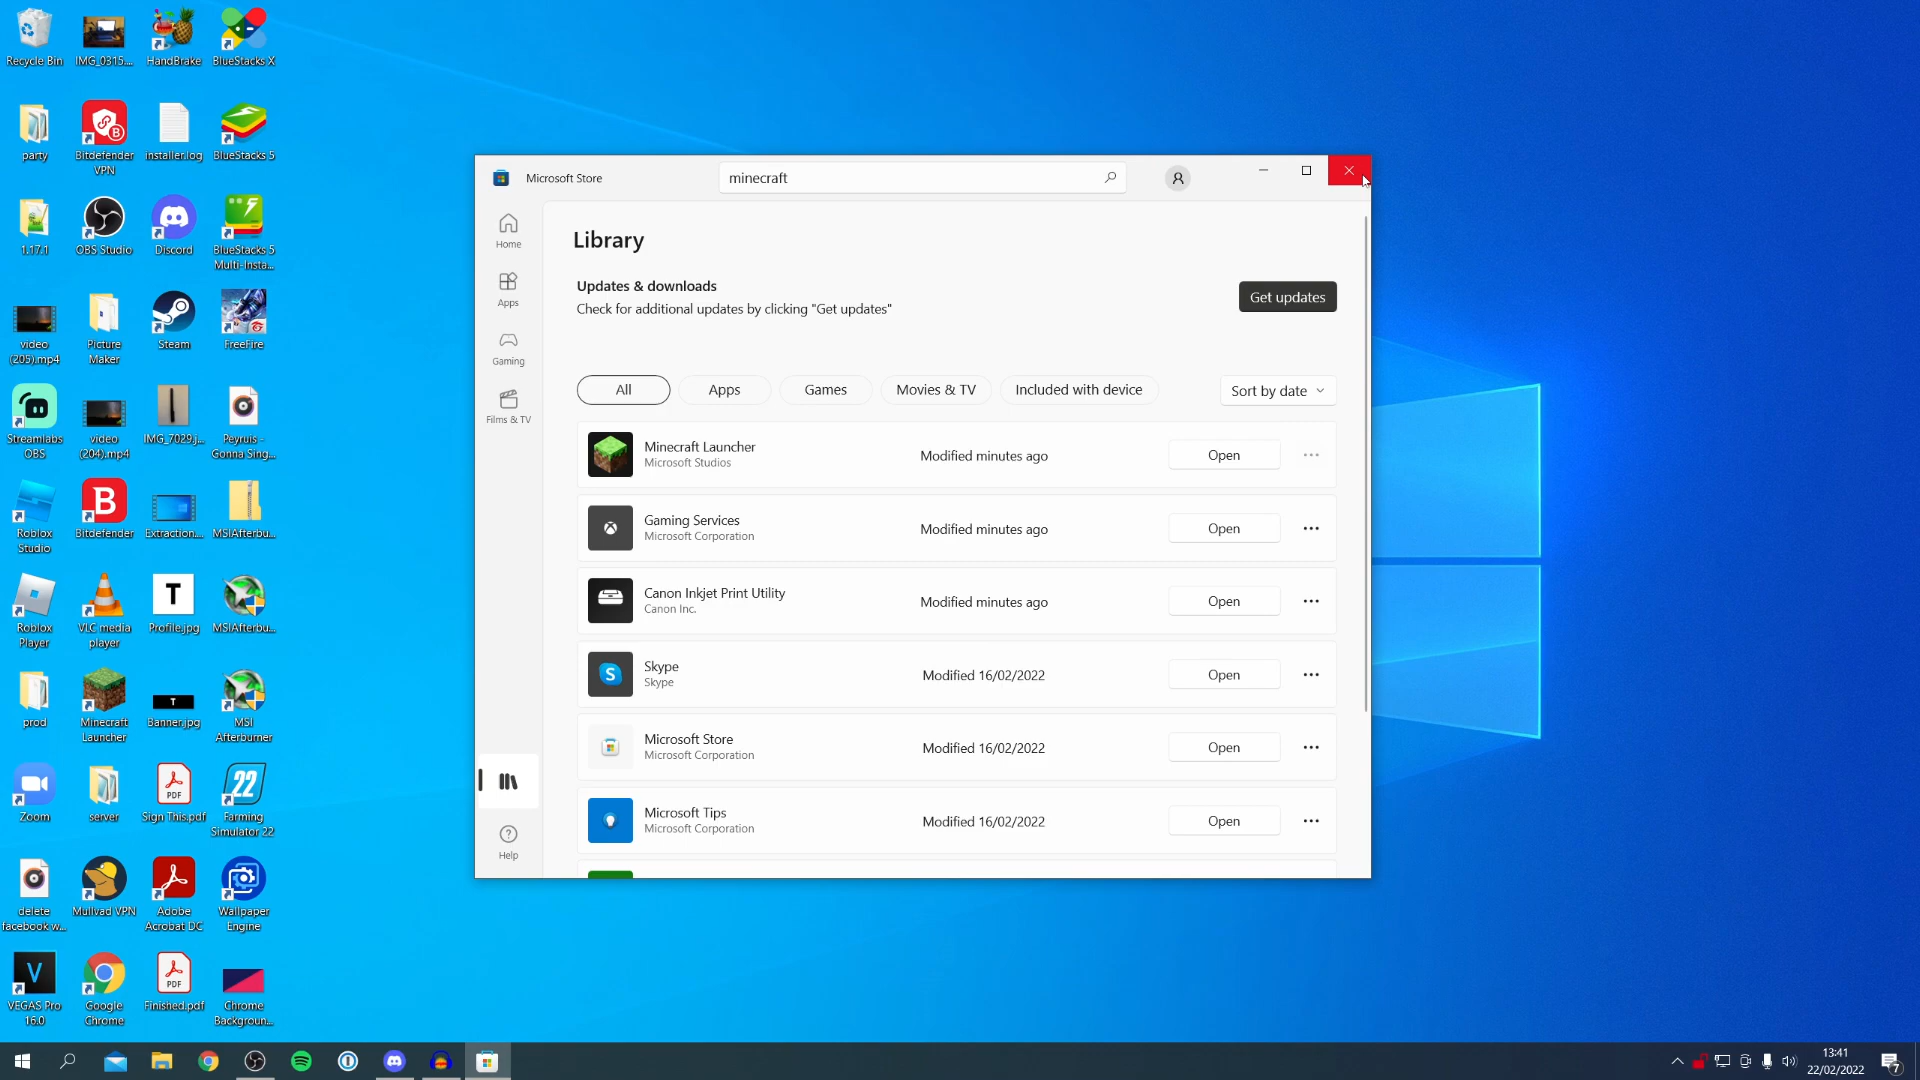 Recycle Bin
IMG_0315....
HandBrake
BlueStacks X
party
Bitdefender
VPN
installer.log
BlueStacks 5
1.17.1
OBS Studio
Discord
BlueStacks 5
Multi-Insta...
video
(205).mp4
Picture
Maker
Steam
FreeFire
Streamlabs
OBS
video
(204).mp4
IMG_7029.j...
Peyruis -
Gonna Sing...
Roblox
Studio
Bitdefender
Extraction....
MSIAfterbu...
Roblox
Player
VLC media
player
T
Profile.jpg
MSIAfterbu...
prod
Minecraft
Launcher
T
Banner.jpg
MSI
Afterburner
Zoom
server
PDF
Sign This.pdf
22
Farming
Simulator 22
delete
facebook w...
Mullvad VPN
Adobe
Acrobat DC
Wallpaper
Engine
V
VEGAS Pro
16.0
Google
Chrome
PDF
Finished.pdf
Chrome
Backgroun...
Microsoft Store
minecraft
Home
Apps
Gaming
Films & TV
Help
Library
Updates & downloads
Check for additional updates by clicking "Get updates"
Get updates
All
Apps
Games
Movies & TV
Included with device
Sort by date
Minecraft Launcher
Microsoft Studios
Modified minutes ago
Open
Gaming Services
Microsoft Corporation
Modified minutes ago
Open
Canon Inkjet Print Utility
Canon Inc.
Modified minutes ago
Open
Skype
Skype
Modified 16/02/2022
Open
Microsoft Store
Microsoft Corporation
Modified 16/02/2022
Open
Microsoft Tips
Microsoft Corporation
Modified 16/02/2022
Open
13:41
22/02/2022
7